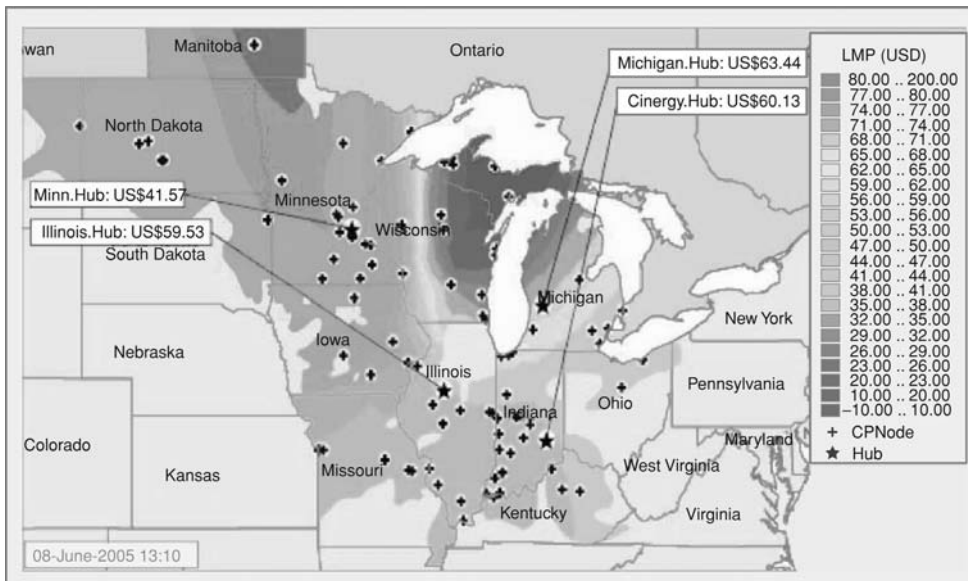 wan
Manitoba
Ontario
Michigan.Hub: US$63.44
Cinergy.Hub: US$60.13
North Dakota
Minn.Hub: US$41.57
Minnesota
Illinois.Hub: US$59.53
Wisconsin
South Dakota
Michigan
New York
Nebraska
Iowa
Illinois
Pennsylvania
Ohio
Indiana
Colorado
Maryland
Kansas
Missouri
West Virginia
Kentucky
Virginia
08-June-2005 13:10
LMP (USD)
80.00 .. 200.00
77.00 .. 80.00
74.00 .. 77.00
71.00 .. 74.00
68.00 .. 71.00
65.00 .. 68.00
62.00 .. 65.00
59.00 .. 62.00
56.00 .. 59.00
53.00 .. 56.00
50.00 .. 53.00
47.00 .. 50.00
44.00 .. 47.00
41.00 .. 44.00
38.00 .. 41.00
35.00 .. 38.00
32.00 .. 35.00
29.00 .. 32.00
26.00 .. 29.00
23.00 .. 26.00
20.00 .. 23.00
10.00 .. 20.00
–10.00 .. 10.00
CPNode
Hub